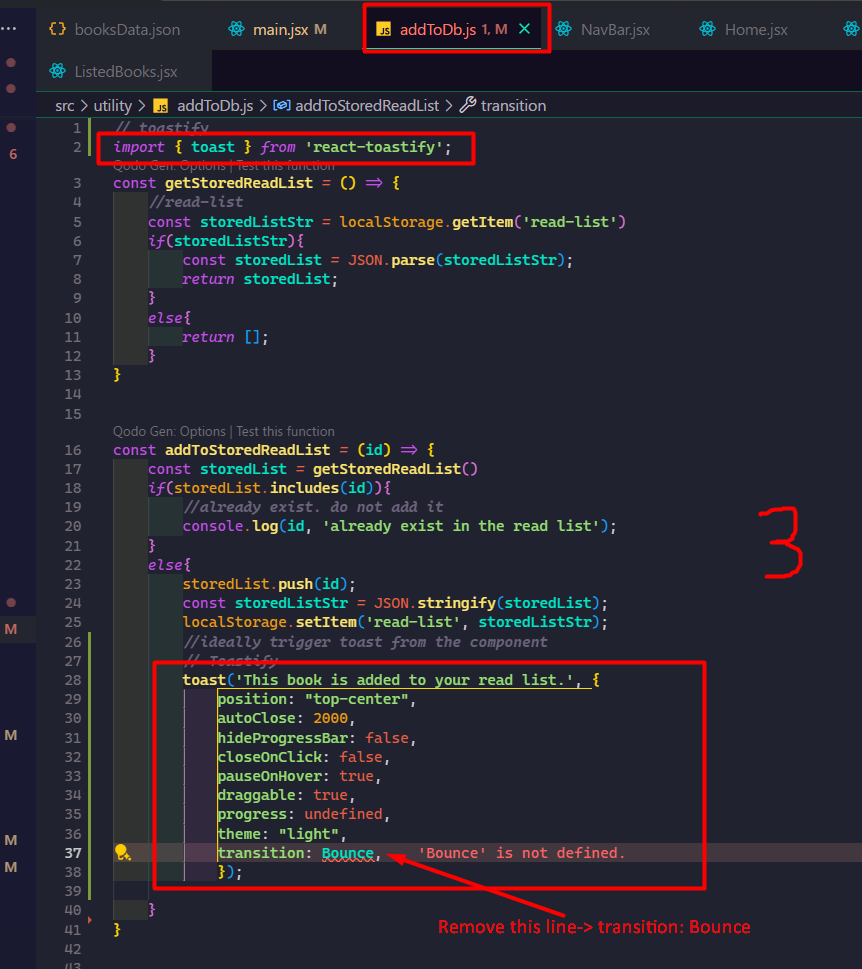 booksData.json main.jsx M addToDb.js 1, M NavBar.jsx Home.jsx
ListedBooks.jsx
src > utility > addToDb.js > addToStoredReadList > transition
6
M
M
M
M
1 // toastify
2 import { toast } from 'react-toastify';
Qodo Gen: Options | Test this function
3 const getStoredReadList = () => {
4 //read-list
5 const storedListStr = localStorage.getItem('read-list')
6 if(storedListStr){
7 const storedList = JSON.parse(storedListStr);
8 return storedList;
9 }
10 else{
11 return [];
12 }
13 }
14
15
Qodo Gen: Options | Test this function
16 const addToStoredReadList = (id) => {
17 const storedList = getStoredReadList()
18 if(storedList.includes(id)){
19 //already exist. do not add it
20 console.log(id, 'already exist in the read list');
21 }
22 else{
23 storedList.push(id);
24 const storedListStr = JSON.stringify(storedList);
25 localStorage.setItem('read-list', storedListStr);
26 //ideally trigger toast from the component
27 // Toastify
28 toast('This book is added to your read list.', {
29 position: "top-center",
30 autoClose: 2000,
31 hideProgressBar: false,
32 closeOnClick: false,
33 pauseOnHover: true,
34 draggable: true,
35 progress: undefined,
36 theme: "light",
37 transition: Bounce, 'Bounce' is not defined.
38 });
39
40 }
41 }
42
43
3
Remove this line-> transition: Bounce